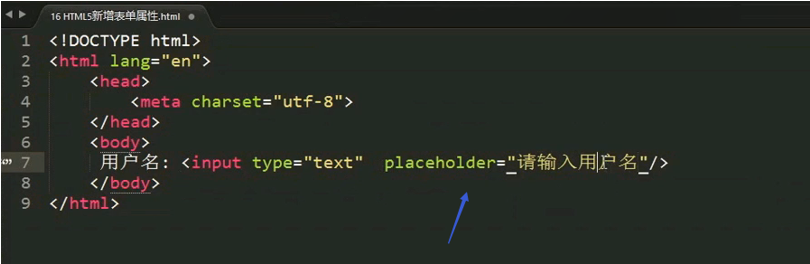 16 HTML5新增表单属性.html
1 <!DOCTYPE html>
2 <html lang="en">
3 <head>
4 <meta charset="utf-8">
5 </head>
6 <body>
7 用户名: <input type="text"  placeholder="请输入用户名"/>
8 </body>
9 </html>